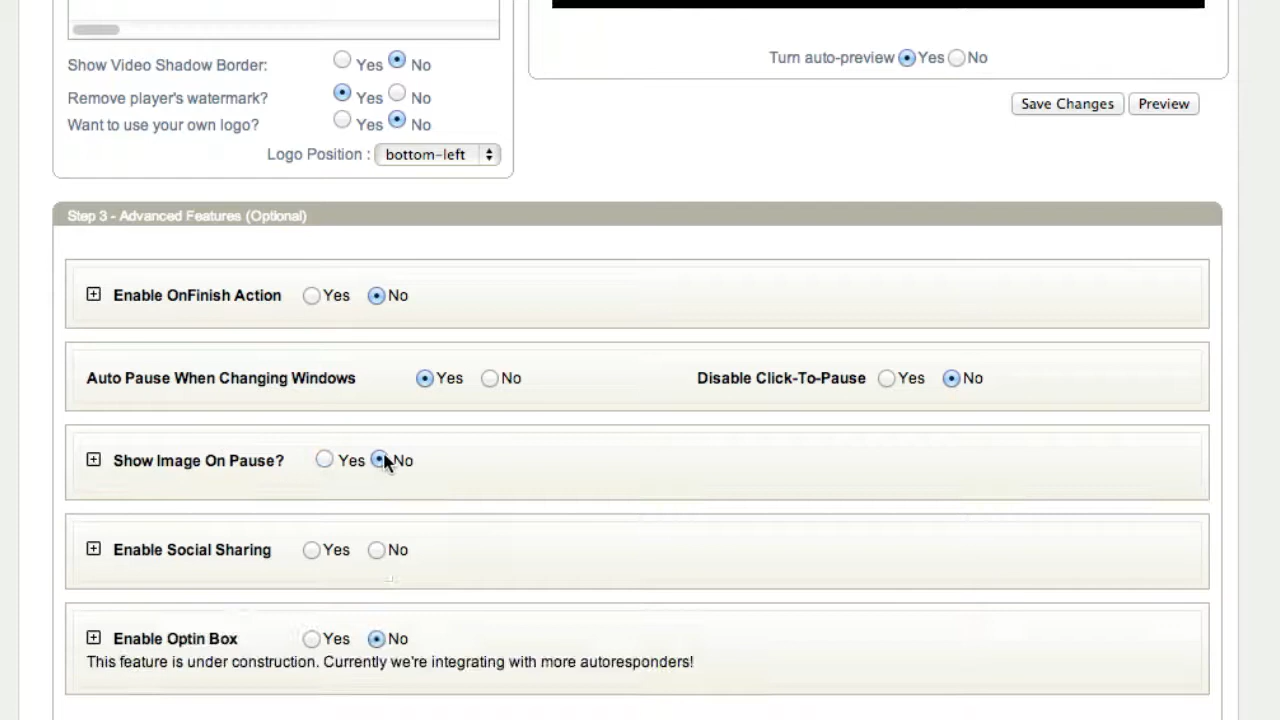 Show Video Shadow Border: Yes No
Turn auto-preview Yes No
Remove player's watermark? Yes No
Save Changes Preview
Want to use your own logo? Yes No
Logo Position : bottom-left
Step 3 - Advanced Features (Optional)
Enable OnFinish Action Yes No
Auto Pause When Changing Windows Yes No Disable Click-To-Pause Yes No
Show Image On Pause? Yes No
Enable Social Sharing Yes No
Enable Optin Box Yes No
This feature is under construction. Currently we're integrating with more autoresponders!